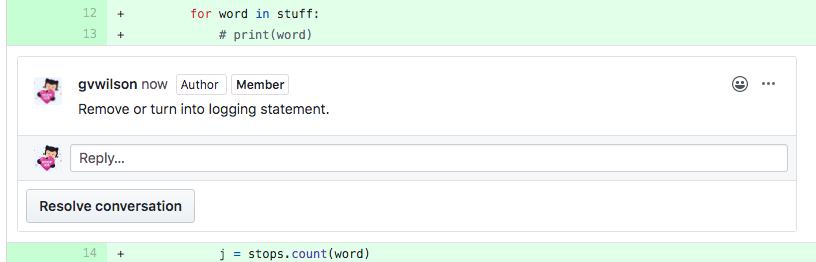 12 + for word in stuff:
13 + # print(word)
gvwilson now Author Member
Remove or turn into logging statement.
Reply...
Resolve conversation
14 + j = stops.count(word)